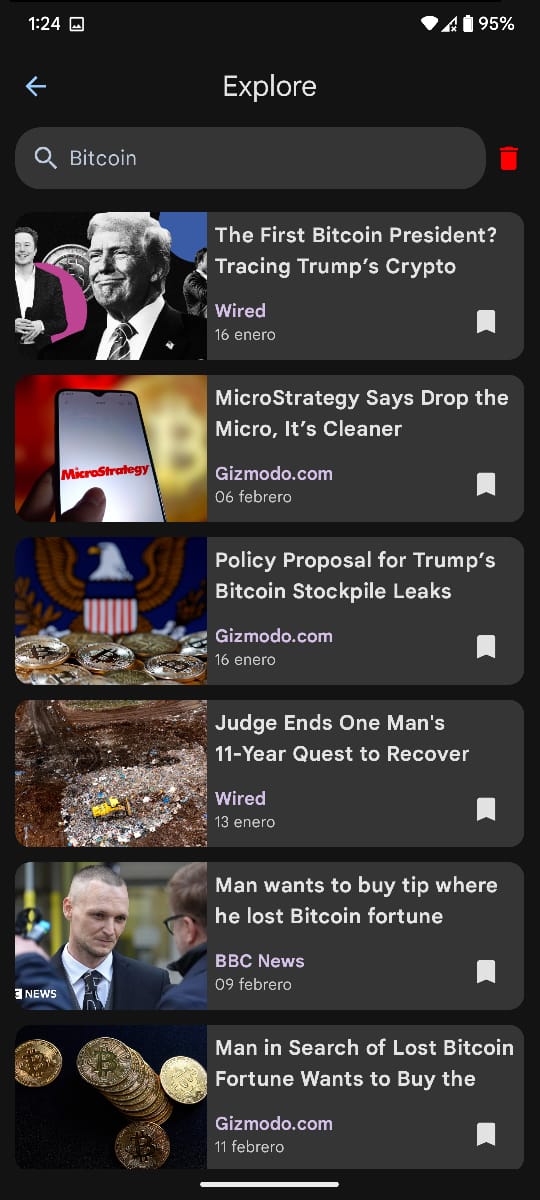 1:24
95%
Explore
Bitcoin
The First Bitcoin President?
Tracing Trump’s Crypto
Wired
16 enero
MicroStrategy
MicroStrategy Says Drop the
Micro, It’s Cleaner
Gizmodo.com
06 febrero
Policy Proposal for Trump’s
Bitcoin Stockpile Leaks
Gizmodo.com
16 enero
Judge Ends One Man's
11-Year Quest to Recover
Wired
13 enero
NEWS
Man wants to buy tip where
he lost Bitcoin fortune
BBC News
09 febrero
Man in Search of Lost Bitcoin
Fortune Wants to Buy the
Gizmodo.com
11 febrero